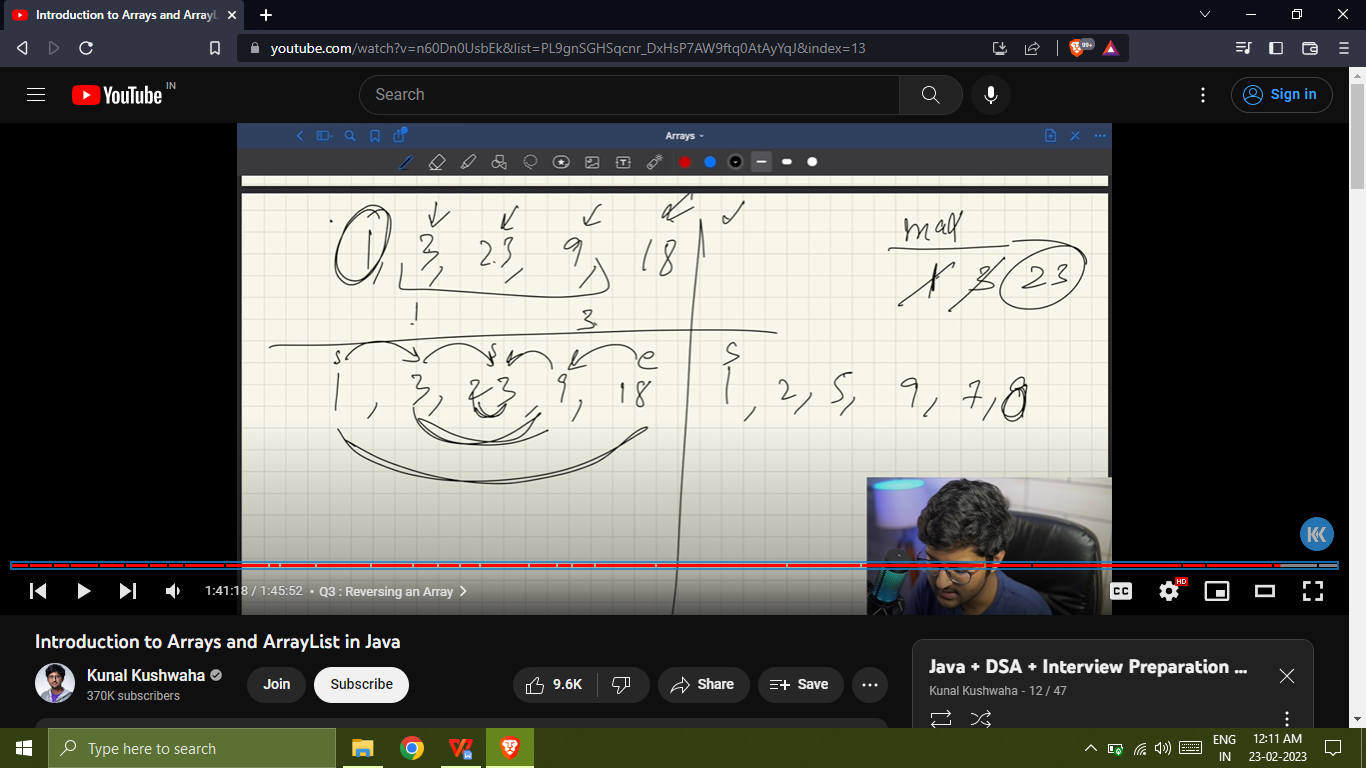 Introduction to Arrays and ArrayL
youtube.com/watch?v=n60Dn0UsbEk&list=PL9gnSGHSqcnr_DxHsP7AW9ftq0AtAyYqJ&index=13
99+
YouTube IN
Search
Sign in
Arrays
1, 3, 23, 9, 18
max
1 3 23
1 3
s s s e s
1, 3, 23, 9, 18
1, 2, 5, 9, 7, 8
KK
1:41:18 / 1:45:52 • Q3 : Reversing an Array
CC
HD
Introduction to Arrays and ArrayList in Java
Kunal Kushwaha
370K subscribers
Join
Subscribe
9.6K
Share
Save
Java + DSA + Interview Preparation ...
Kunal Kushwaha - 12 / 47
Type here to search
ENG
IN
12:11 AM
23-02-2023